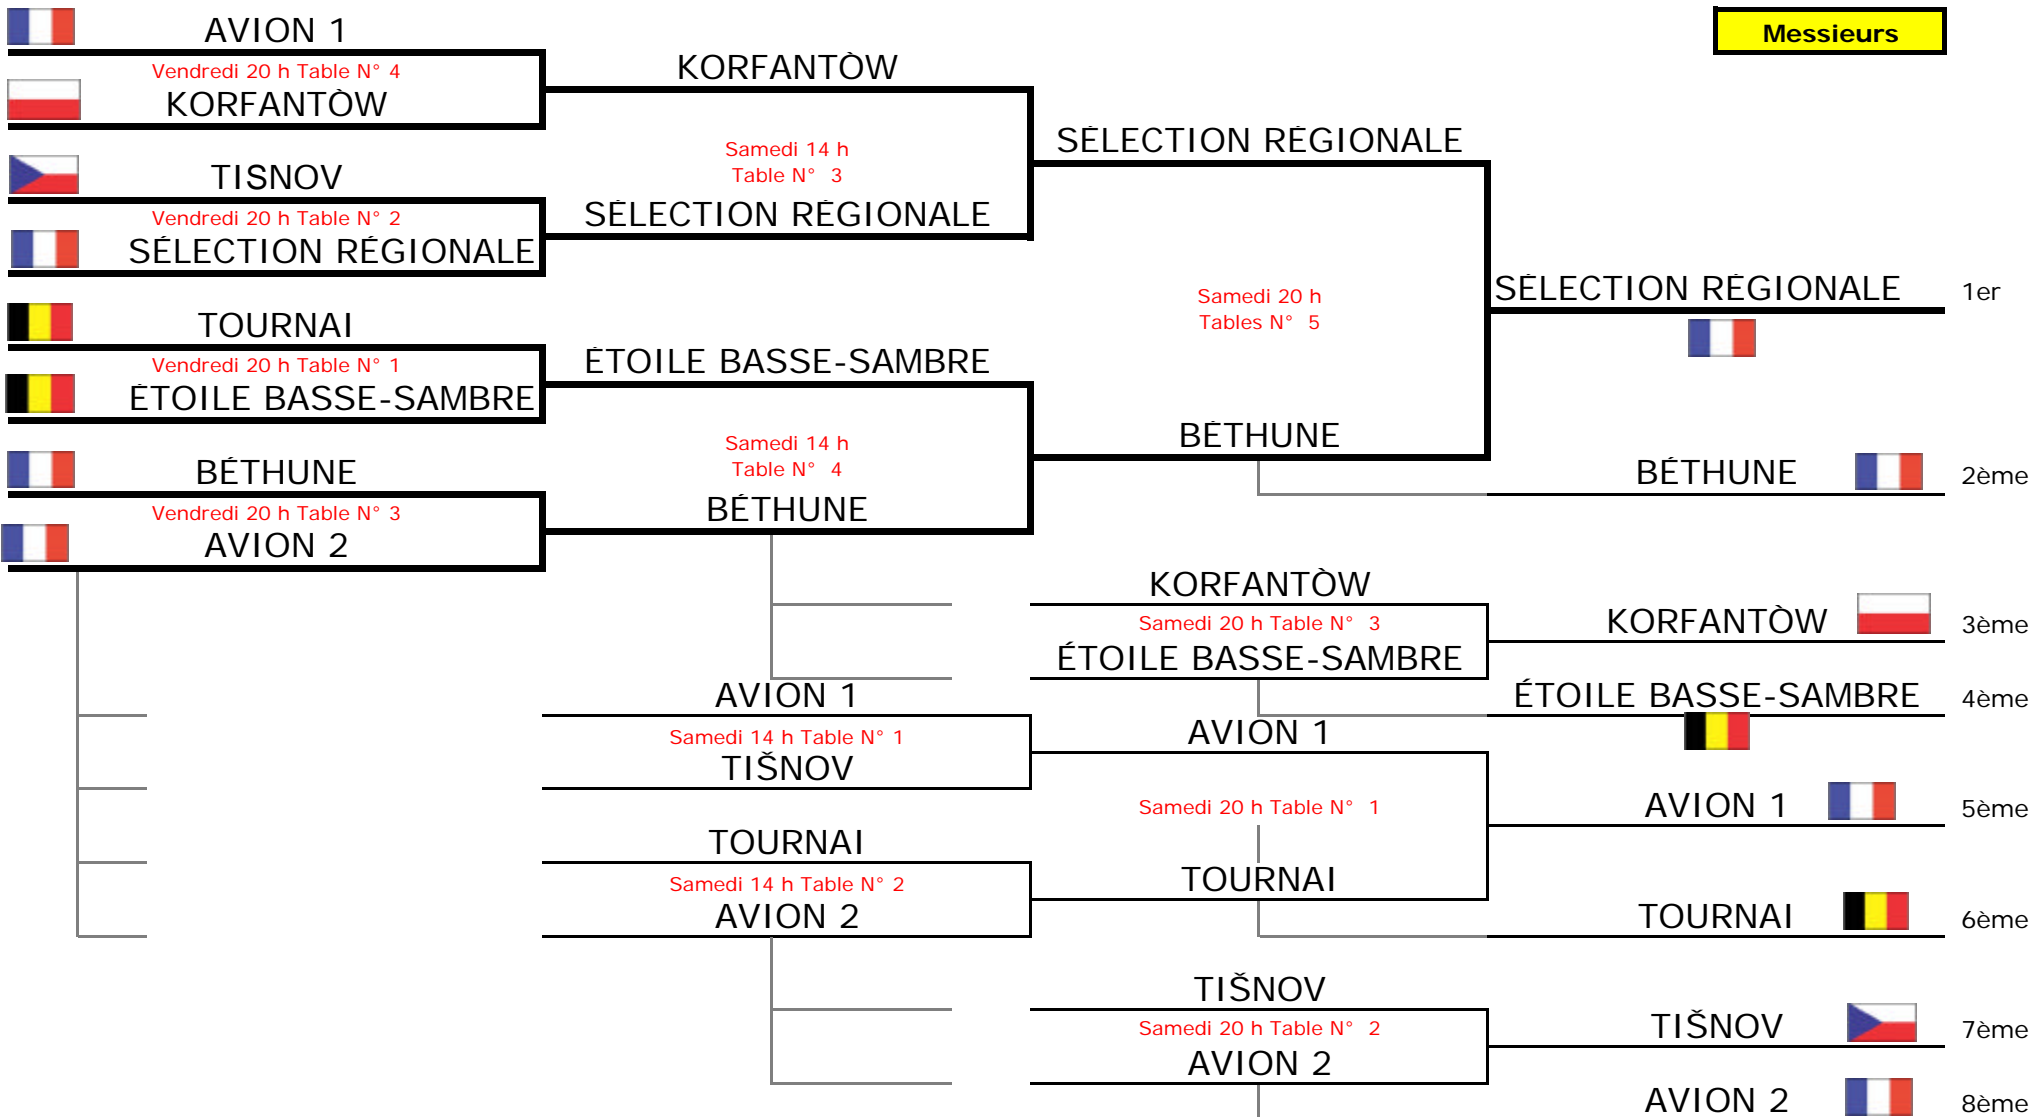 AVION 1
Messieurs
Vendredi 20 h Table N° 4
KORFANTÒW
KORFANTÒW
SÉLECTION RÉGIONALE
Samedi 14 h
Table N° 3
TISNOV
Vendredi 20 h Table N° 2
SÉLECTION RÉGIONALE
SÉLECTION RÉGIONALE
SÉLECTION RÉGIONALE 1er
Samedi 20 h
Tables N° 5
TOURNAI
Vendredi 20 h Table N° 1
ÉTOILE BASSE-SAMBRE
ÉTOILE BASSE-SAMBRE
Samedi 14 h
Table N° 4
BÉTHUNE
BÉTHUNE
BÉTHUNE 2ème
Vendredi 20 h Table N° 3
BÉTHUNE
AVION 2
KORFANTÒW
Samedi 20 h Table N° 3
KORFANTÒW 3ème
ÉTOILE BASSE-SAMBRE
AVION 1
ÉTOILE BASSE-SAMBRE 4ème
Samedi 14 h Table N° 1
AVION 1
TIŠNOV
Samedi 20 h Table N° 1
AVION 1 5ème
TOURNAI
Samedi 14 h Table N° 2
TOURNAI
AVION 2
TOURNAI 6ème
TIŠNOV
Samedi 20 h Table N° 2
TIŠNOV 7ème
AVION 2
AVION 2 8ème